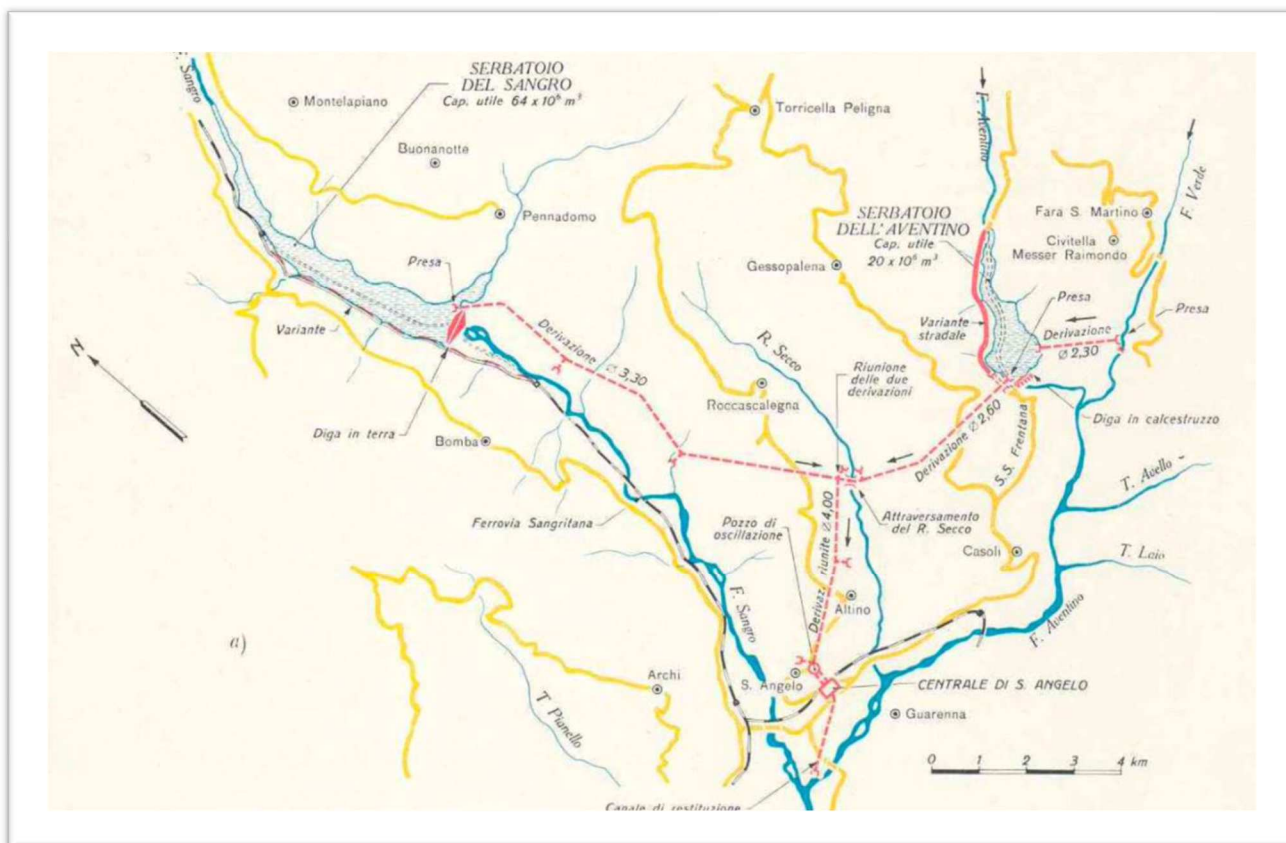 F. Sangro
SERBATOIO
DEL SANGRO
Cap. utile 64 x 10⁶ m³
Montelapiano
Buonanotte
Pennadomo
Presa
Variante
Diga in terra
Bomba
Derivazione ø 3,30
Ferrovia Sangritana
Torricella Peligna
F. Aventino
F. Verde
SERBATOIO
DELL'AVENTINO
Cap. utile
20 x 10⁶ m³
Fara S. Martino
Civitella
Messer Raimondo
Gessopalena
Presa
Presa
Variante
stradale
Derivazione
ø 2,30
R. Secco
Riunione
delle due
derivazioni
Roccascalegna
Derivazione ø 2,60
Diga in calcestruzzo
S.S. Frentana
T. Avello
N
Pozzo di
oscillazione
Derivaz. riunite ø 4,00
Attraversamento
del R. Secco
Casoli
T. Laio
Altino
F. Sangro
F. Aventino
a)
Archi
S. Angelo
CENTRALE DI S. ANGELO
T Pianello
Guarenna
0 1 2 3 4 km
Canale di restituzione